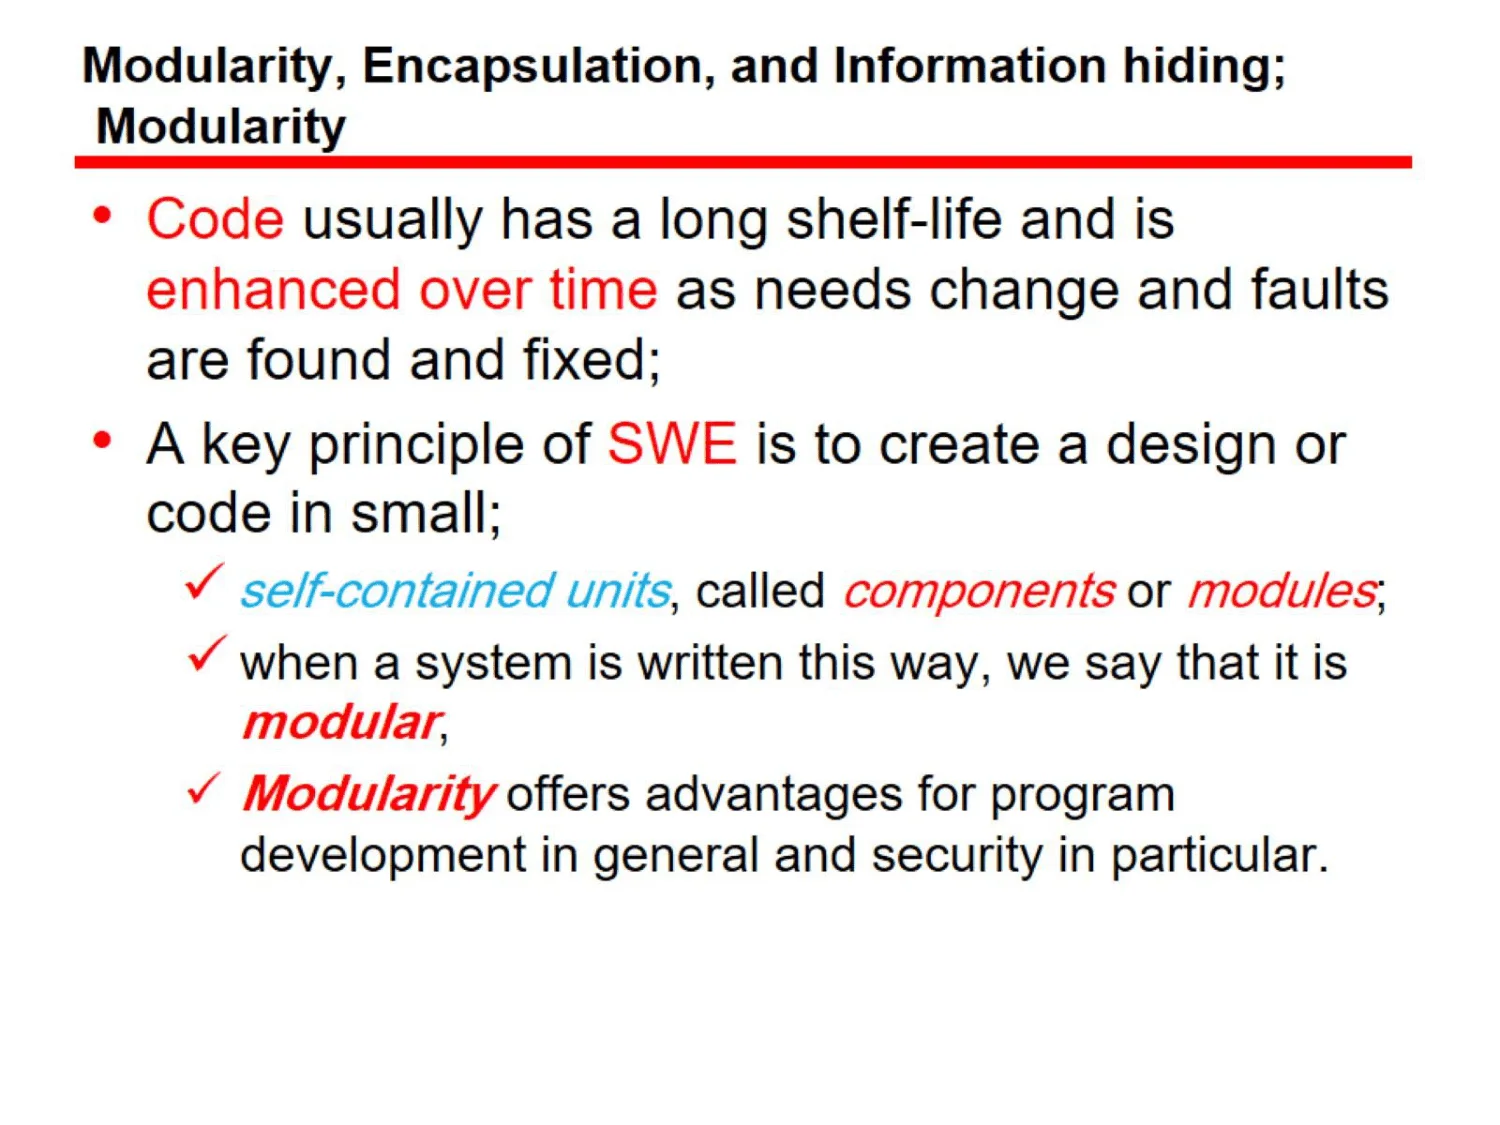 Modularity, Encapsulation, and Information hiding;
Modularity
• Code usually has a long shelf-life and is
enhanced over time as needs change and faults
are found and fixed;
• A key principle of SWE is to create a design or
code in small;
✓ self-contained units, called components or modules;
✓ when a system is written this way, we say that it is
modular,
✓ Modularity offers advantages for program
development in general and security in particular.